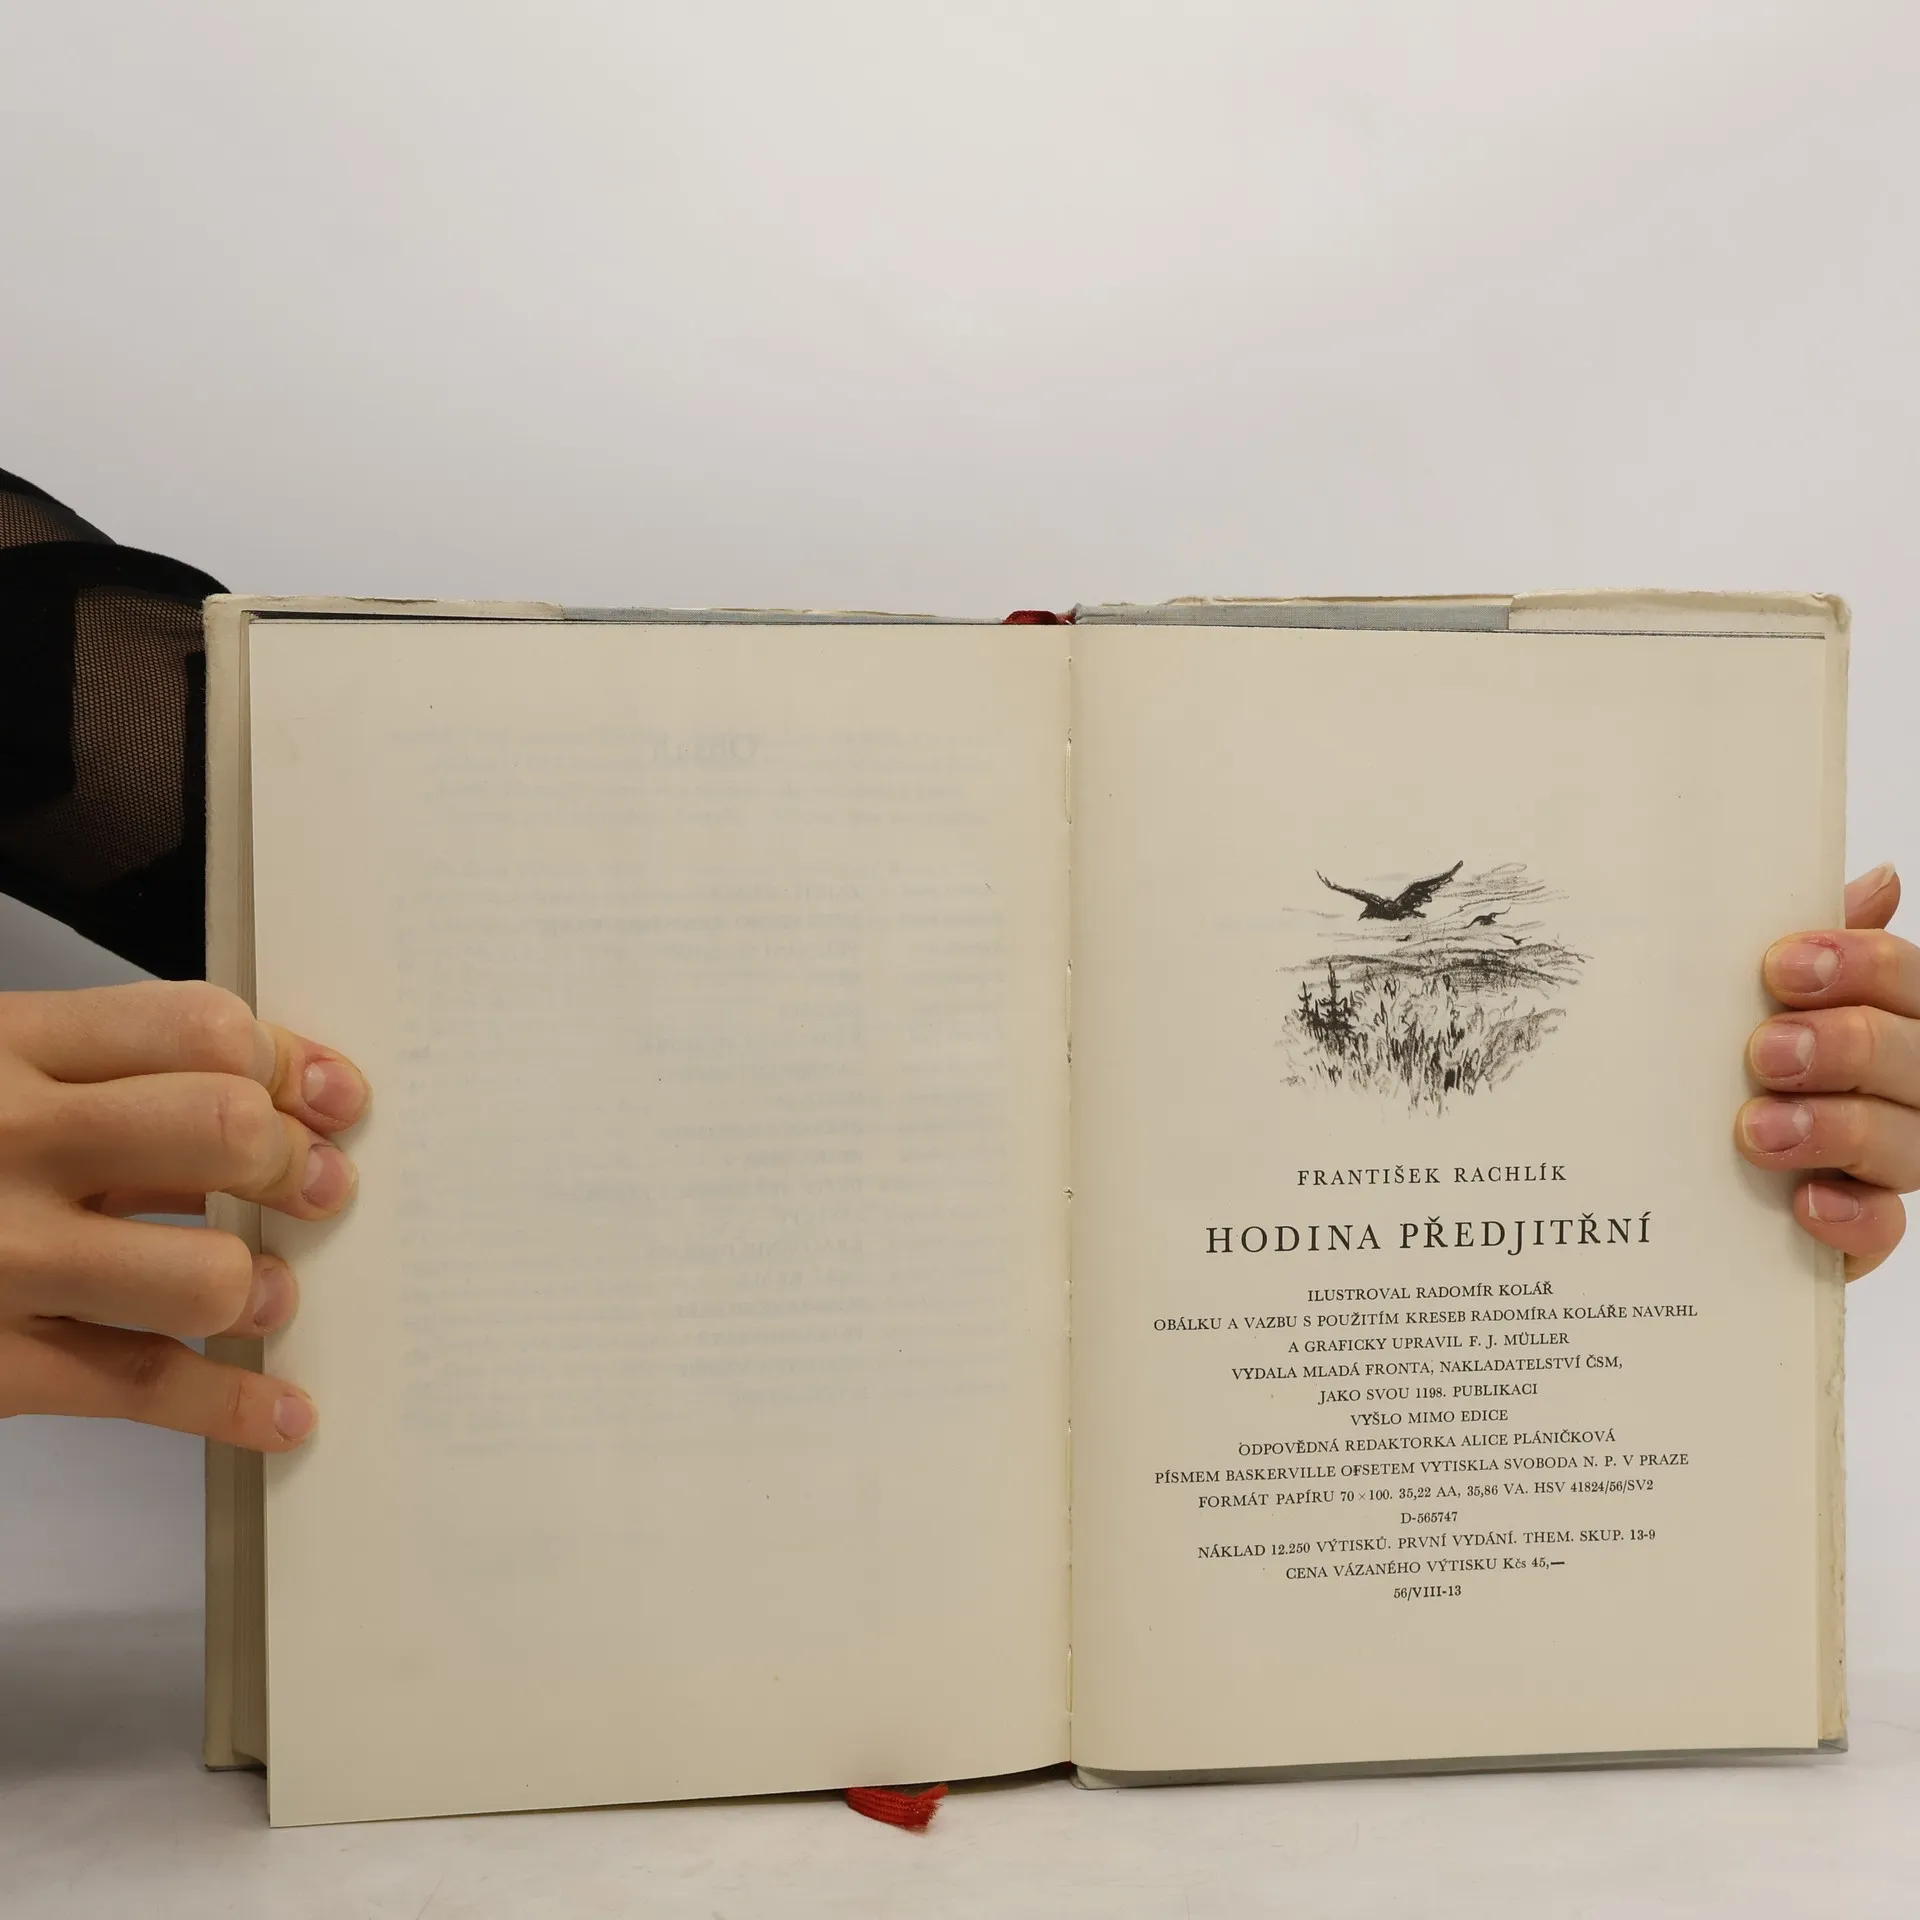 Obsah
FRANTIŠEK RACHLÍK
HODINA PŘEDJITŘNÍ
ILUSTROVAL RADOMÍR KOLÁŘ
OBÁLKU A VAZBU S POUŽITÍM KRESEB RADOMÍRA KOLÁŘE NAVRHL
A GRAFICKY UPRAVIL F. J. MÜLLER
VYDALA MLADÁ FRONTA, NAKLADATELSTVÍ ČSM,
JAKO SVOU 1198. PUBLIKACI
VYŠLO MIMO EDICE
ODPOVĚDNÁ REDAKTORKA ALICE PLÁNIČKOVÁ
PÍSMEM BASKERVILLE OFSETEM VYTISKLA SVOBODA N. P. V PRAZE
FORMÁT PAPÍRU 70 × 100. 35,22 AA, 35,86 VA. HSV 41824/56/SV2
D-565747
NÁKLAD 12.250 VÝTISKŮ. PRVNÍ VYDÁNÍ. THEM. SKUP. 13-9
CENA VÁZANÉHO VÝTISKU Kčs 45,—
56/VIII-13